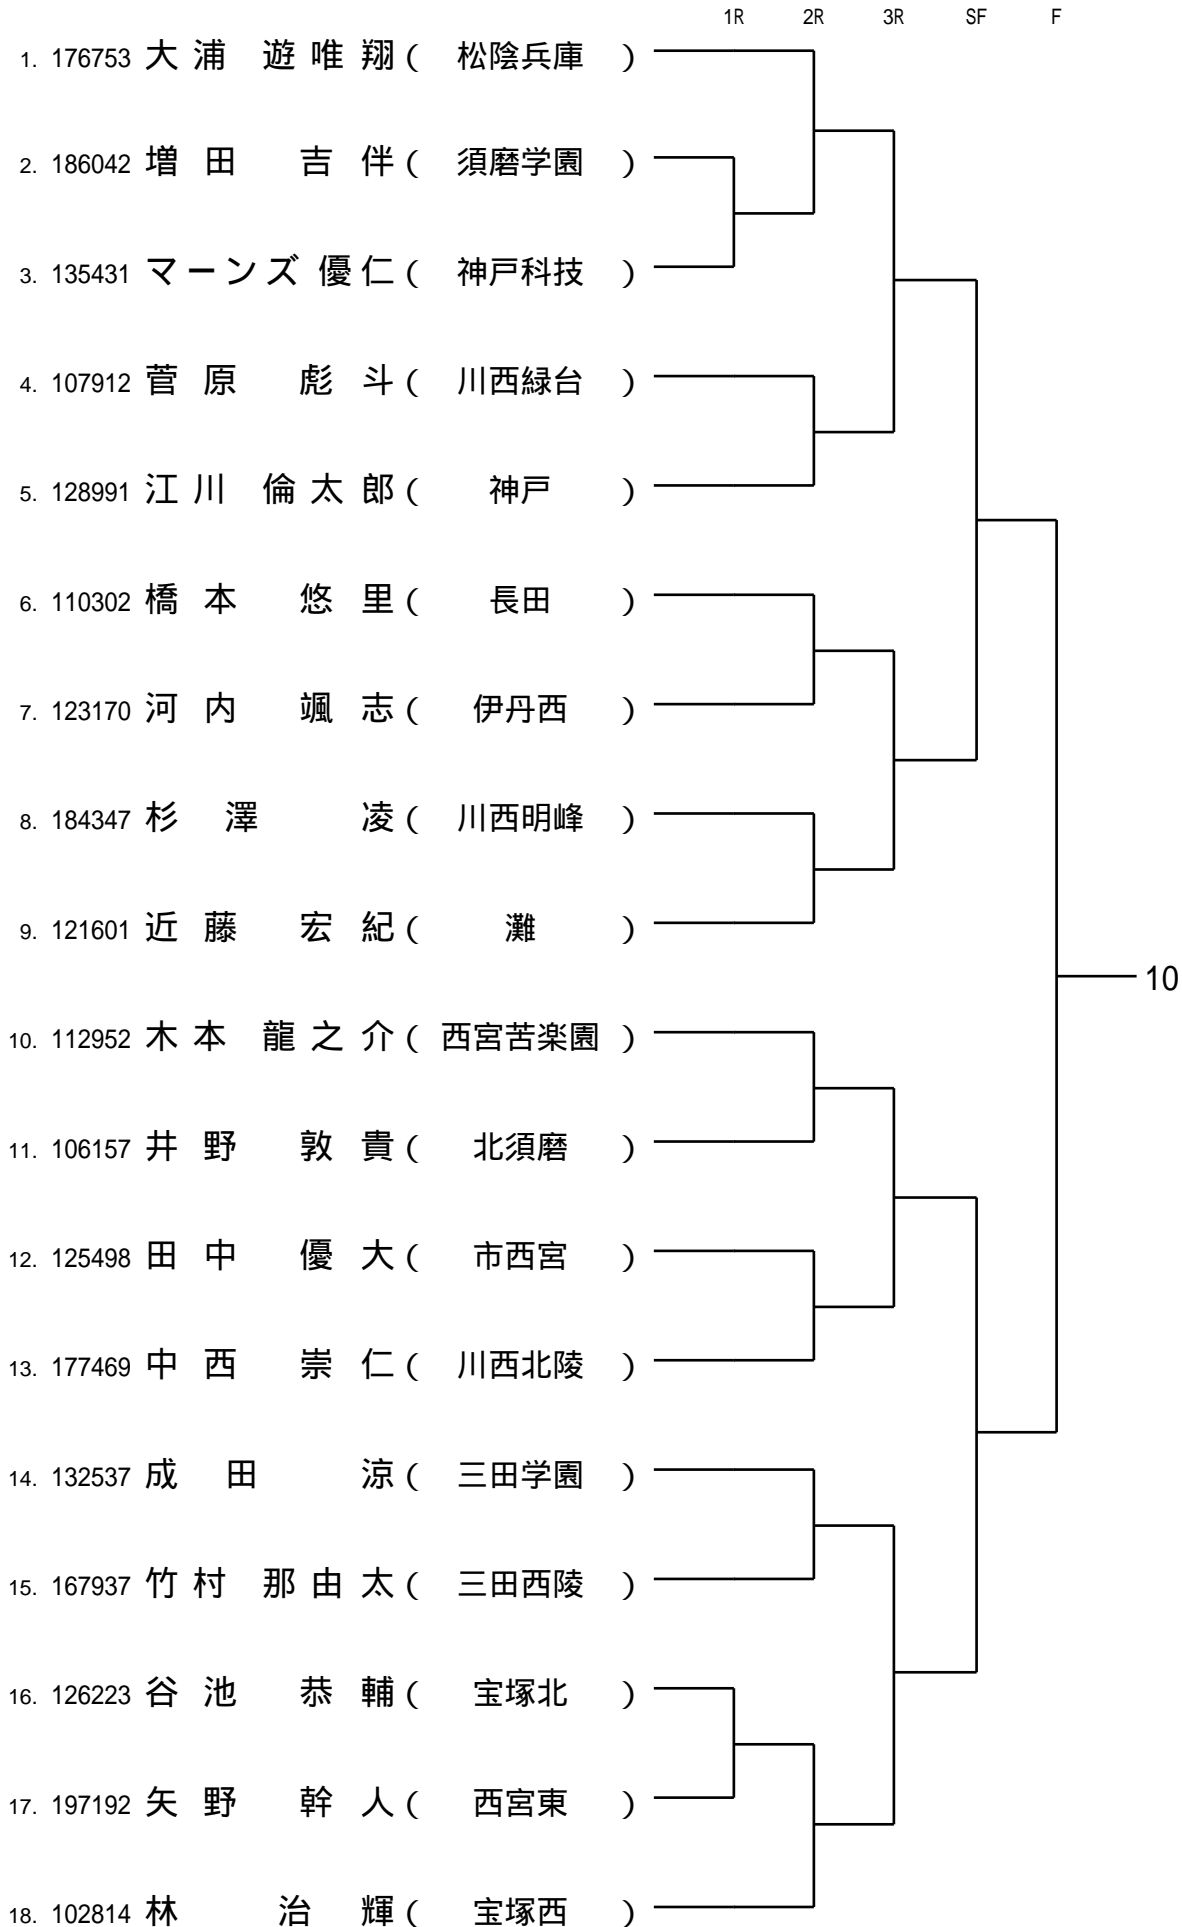 1R 2R 3R SF F
1. 176753 大浦 遊唯翔 ( 松陰兵庫 )
2. 186042 増田 吉伴 ( 須磨学園 )
3. 135431 マーンズ 優仁 ( 神戸科技 )
4. 107912 菅原 彪斗 ( 川西緑台 )
5. 128991 江川 倫太郎 ( 神戸 )
6. 110302 橋本 悠里 ( 長田 )
7. 123170 河内 颯志 ( 伊丹西 )
8. 184347 杉澤 凌 ( 川西明峰 )
9. 121601 近藤 宏紀 ( 灘 )
10
10. 112952 木本 龍之介 ( 西宮苦楽園 )
11. 106157 井野 敦貴 ( 北須磨 )
12. 125498 田中 優大 ( 市西宮 )
13. 177469 中西 崇仁 ( 川西北陵 )
14. 132537 成田 涼 ( 三田学園 )
15. 167937 竹村 那由太 ( 三田西陵 )
16. 126223 谷池 恭輔 ( 宝塚北 )
17. 197192 矢野 幹人 ( 西宮東 )
18. 102814 林 治輝 ( 宝塚西 )